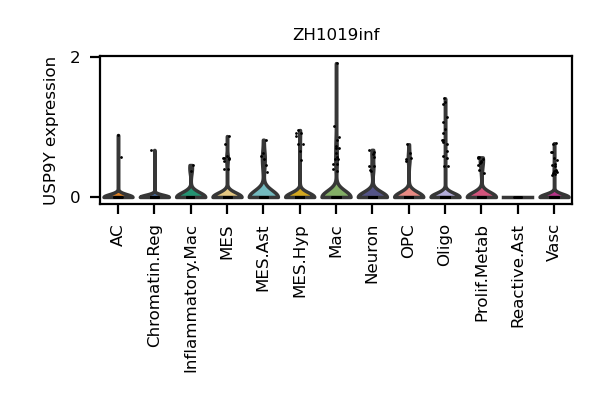 ZH1019inf
USP9Y expression
2
0
AC
Chromatin.Reg
Inflammatory.Mac
MES
MES.Ast
MES.Hyp
Mac
Neuron
OPC
Oligo
Prolif.Metab
Reactive.Ast
Vasc